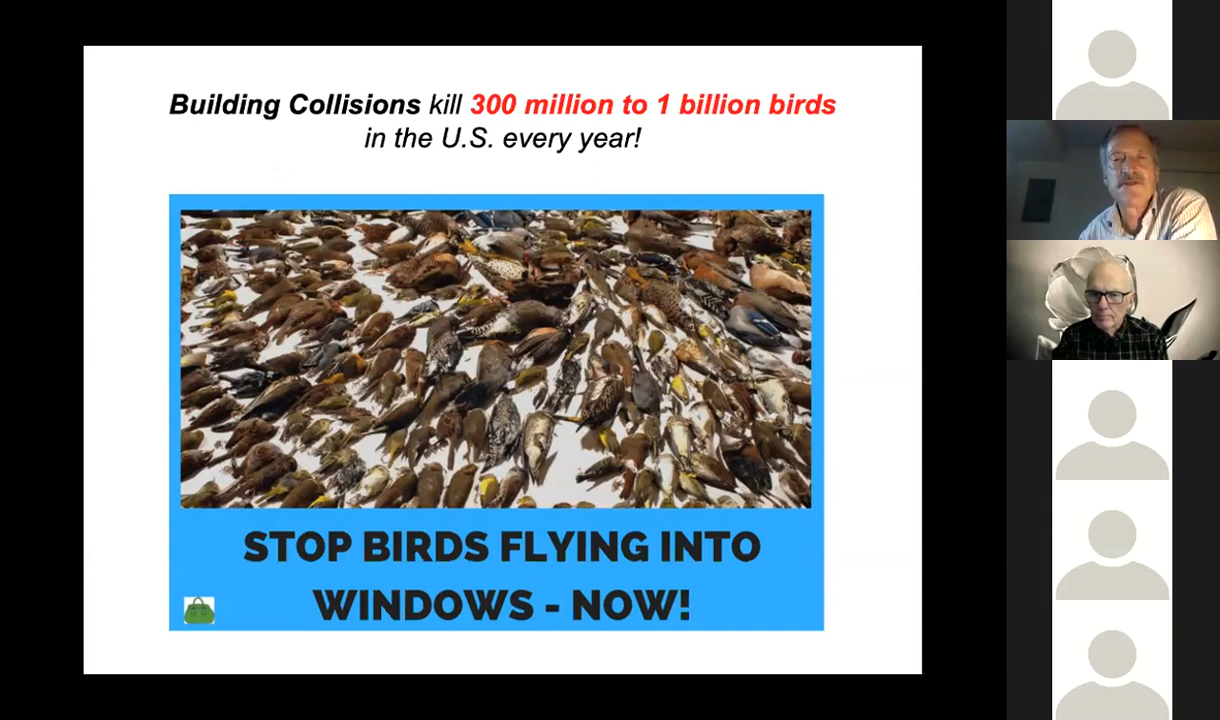 Building Collisions kill 300 million to 1 billion birds
in the U.S. every year!
STOP BIRDS FLYING INTO
WINDOWS - NOW!